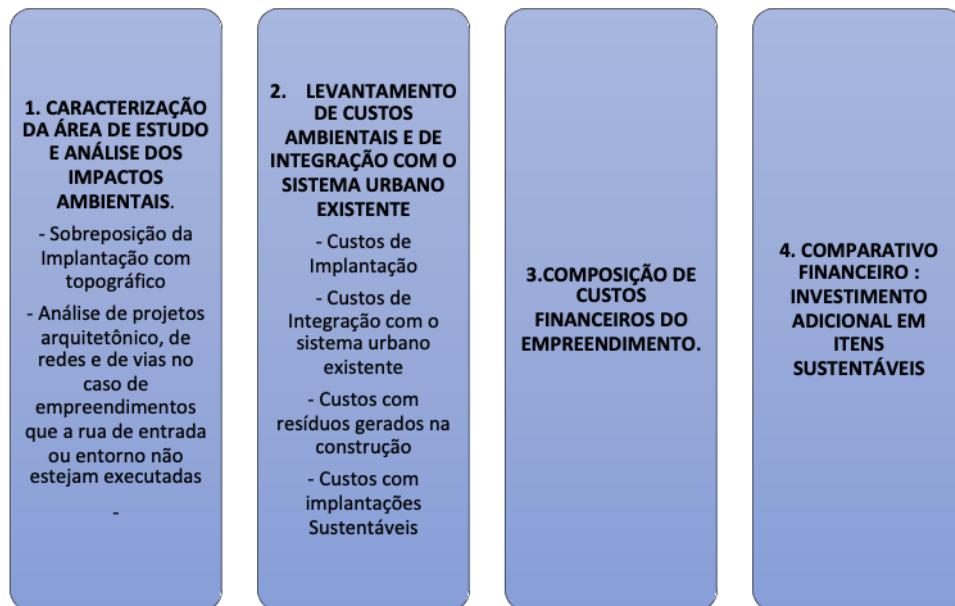 1. CARACTERIZAÇÃO
DA ÁREA DE ESTUDO
E ANÁLISE DOS
IMPACTOS
AMBIENTAIS.
- Sobreposição da
Implantação com
topográfico
- Análise de projetos
arquitetônico, de
redes e de vias no
caso de
empreendimentos
que a rua de entrada
ou entorno não
estejam executadas
-
2. LEVANTAMENTO
DE CUSTOS
AMBIENTAIS E DE
INTEGRAÇÃO COM O
SISTEMA URBANO
EXISTENTE
- Custos de
Implantação
- Custos de
Integração com o
sistema urbano
existente
- Custos com
resíduos gerados na
construção
- Custos com
implantações
Sustentáveis
3.COMPOSIÇÃO DE
CUSTOS
FINANCEIROS DO
EMPREENDIMENTO.
4. COMPARATIVO
FINANCEIRO :
INVESTIMENTO
ADICIONAL EM
ITENS
SUSTENTÁVEIS